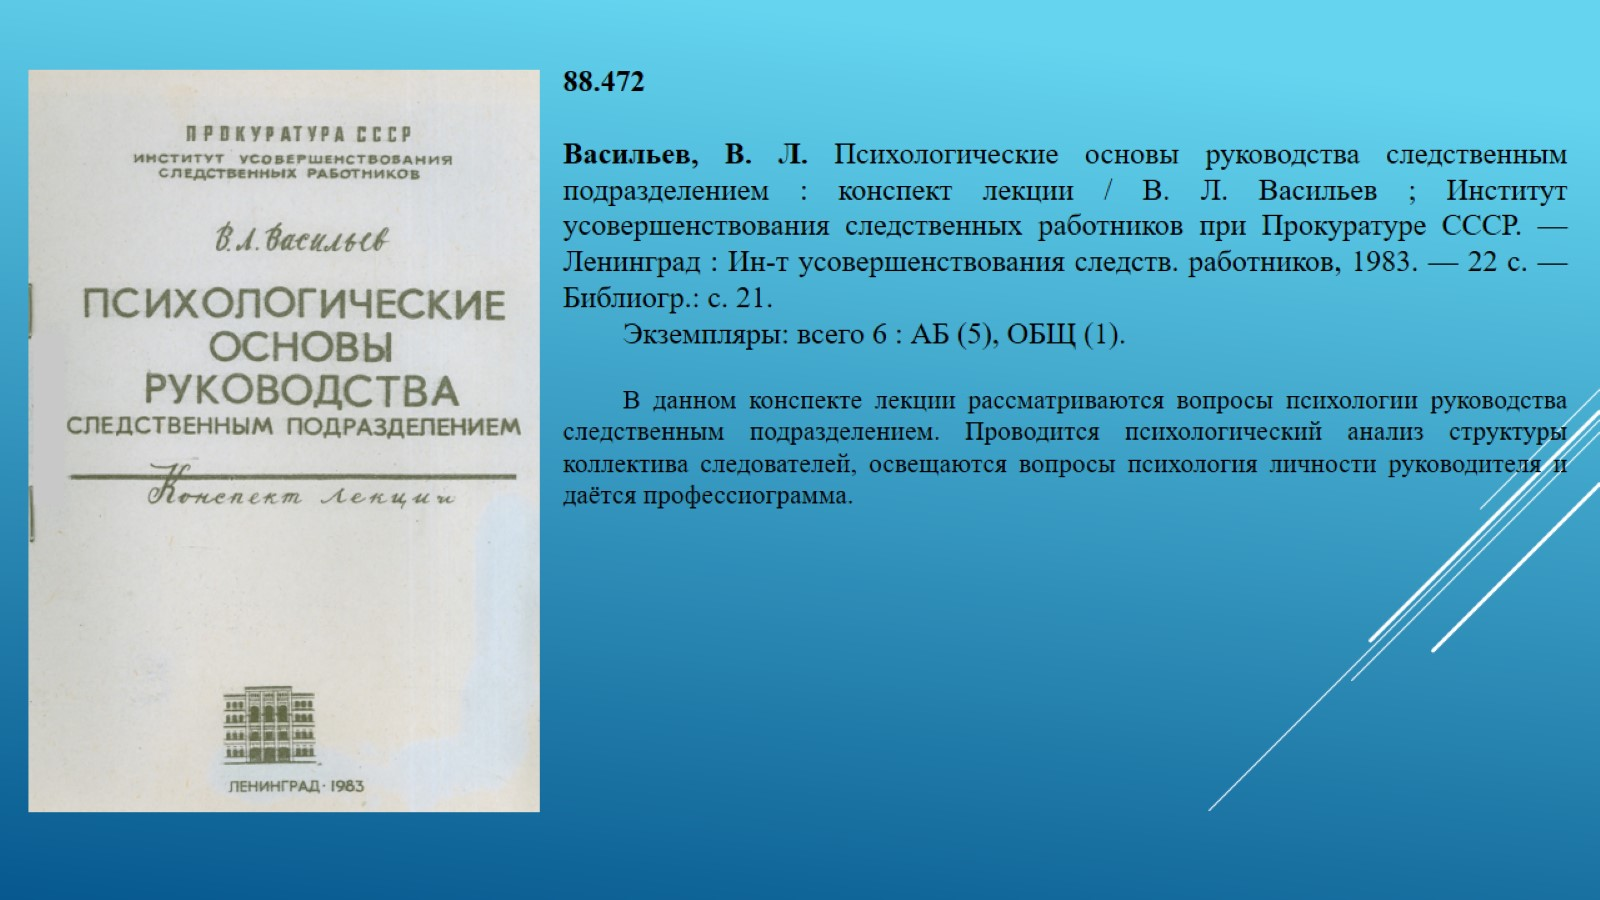 ПРОКУРАТУРА СССР
ИНСТИТУТ УСОВЕРШЕНСТВОВАНИЯ
СЛЕДСТВЕННЫХ РАБОТНИКОВ
В. Л. Васильев
ПСИХОЛОГИЧЕСКИЕ
ОСНОВЫ
РУКОВОДСТВА
СЛЕДСТВЕННЫМ ПОДРАЗДЕЛЕНИЕМ
Конспект лекции
ЛЕНИНГРАД · 1983
88.472
Васильев, В. Л. Психологические основы руководства следственным
подразделением : конспект лекции / В. Л. Васильев ; Институт
усовершенствования следственных работников при Прокуратуре СССР. —
Ленинград : Ин-т усовершенствования следств. работников, 1983. — 22 с. —
Библиогр.: с. 21.
Экземпляры: всего 6 : АБ (5), ОБЩ (1).
В данном конспекте лекции рассматриваются вопросы психологии руководства
следственным подразделением. Проводится психологический анализ структуры
коллектива следователей, освещаются вопросы психология личности руководителя и
даётся профессиограмма.